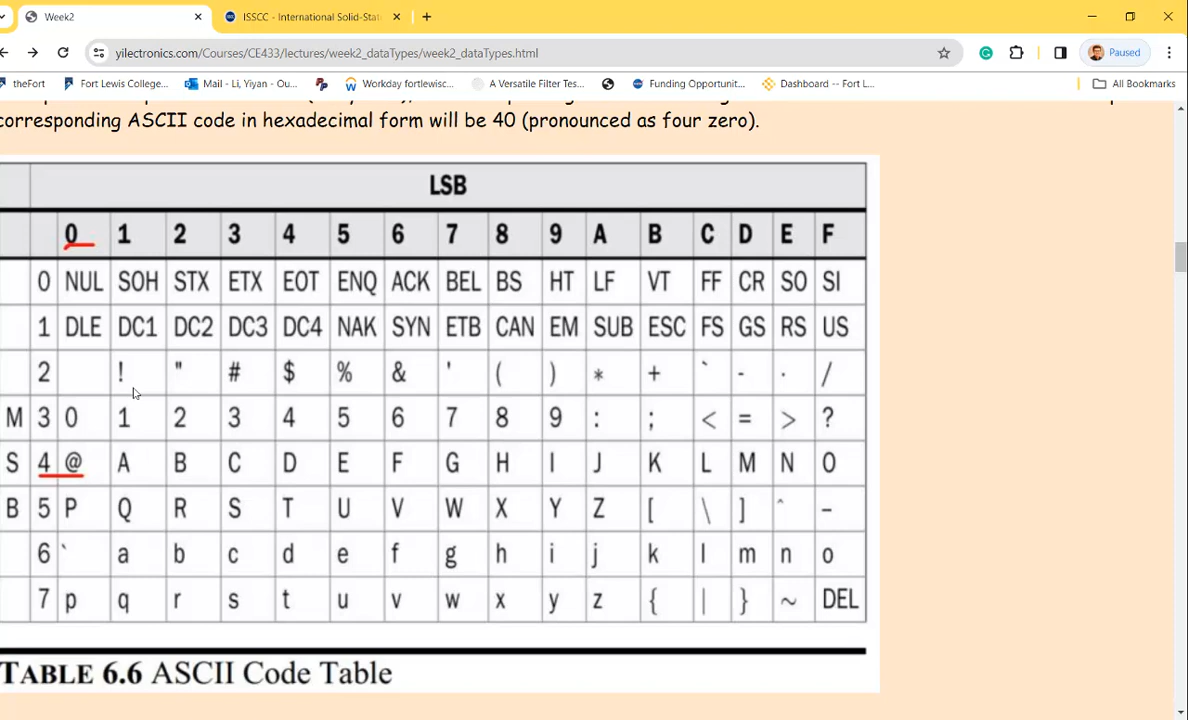 Week2
ISSCC - International Solid-Stat
Paused
yilectronics.com/Courses/CE433/lectures/week2_dataTypes/week2_dataTypes.html
theFort
Fort Lewis College...
Mail - Li, Yiyan - Ou...
Workday fortlewisc...
A Versatile Filter Tes...
Funding Opportunit...
Dashboard -- Fort L...
All Bookmarks
corresponding ASCII code in hexadecimal form will be 40 (pronounced as four zero).
LSB
0 1 2 3 4 5 6 7 8 9 A B C D E F
0 NUL SOH STX ETX EOT ENQ ACK BEL BS HT LF VT FF CR SO SI
1 DLE DC1 DC2 DC3 DC4 NAK SYN ETB CAN EM SUB ESC FS GS RS US
2 ! " # $ % & ' ( ) * + ` - · /
M 3 0 1 2 3 4 5 6 7 8 9 : ; < = > ?
S 4 @ A B C D E F G H I J K L M N O
B 5 P Q R S T U V W X Y Z [ \ ] ^ –
6 ` a b c d e f g h i j k l m n o
7 p q r s t u v w x y z { | } ~ DEL
TABLE 6.6 ASCII Code Table